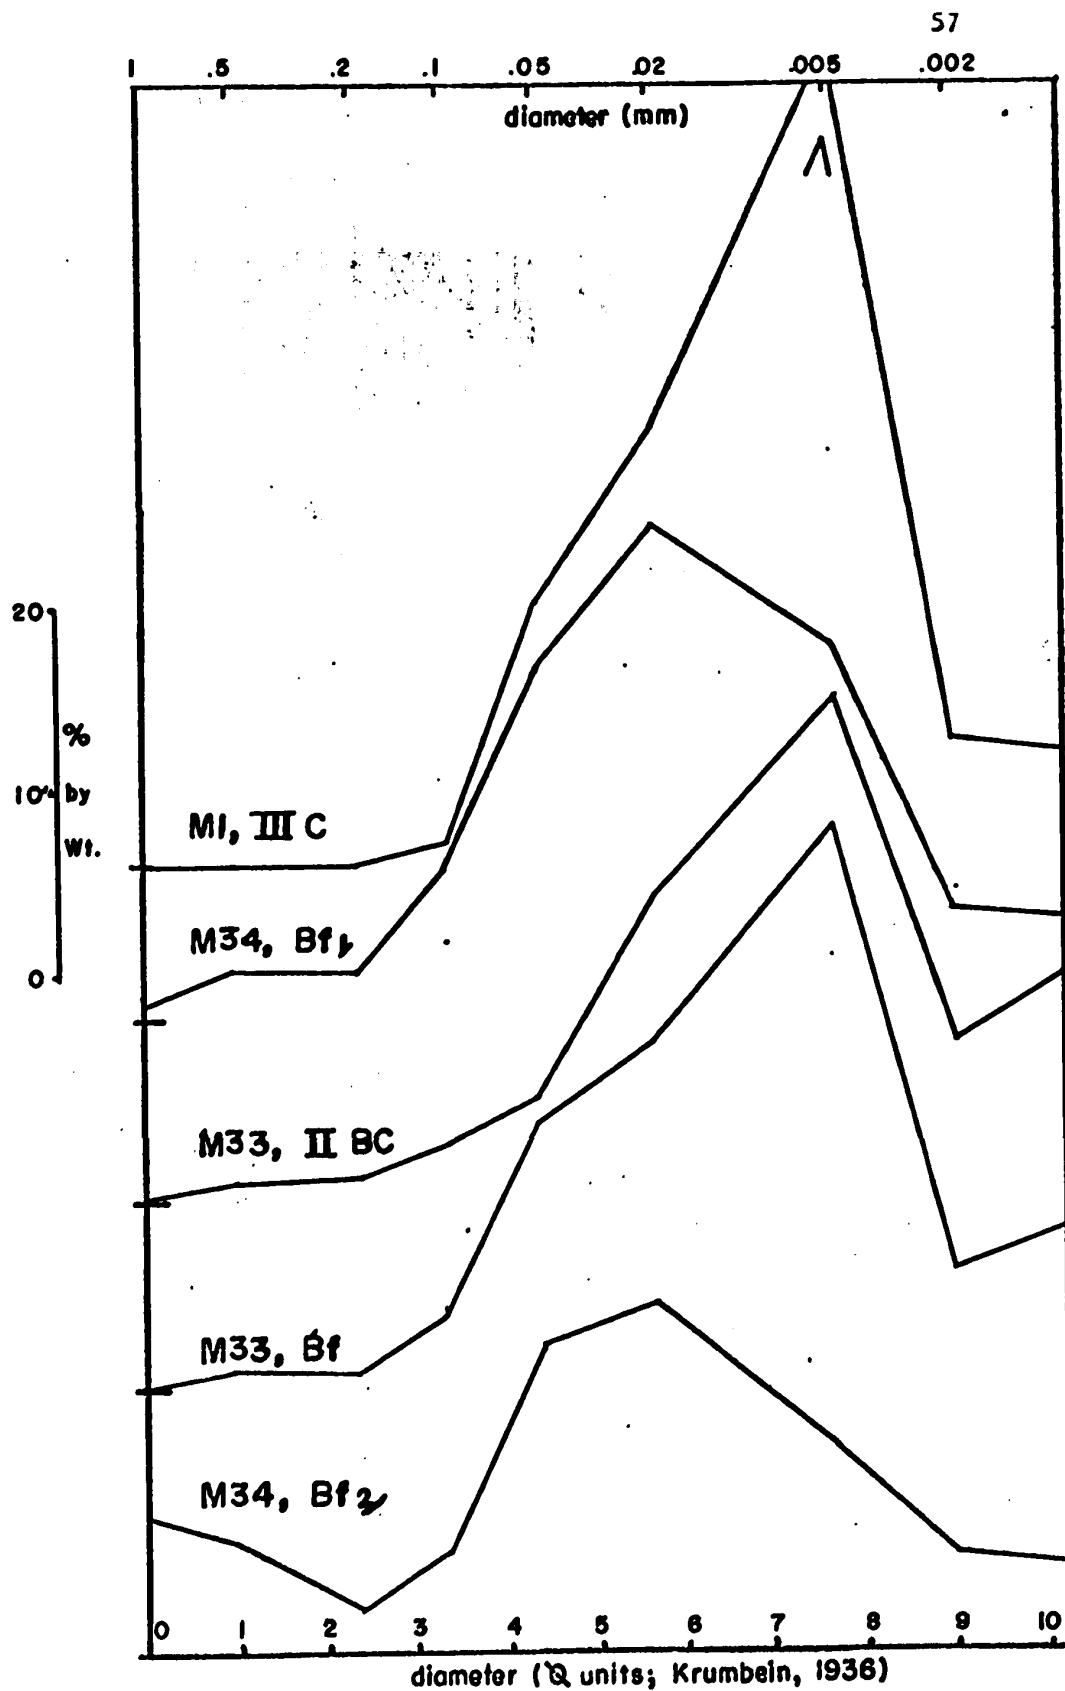 57
1 .5 .2 .1 .05 .02 .005 .002
diameter (mm)
20
%
10 by
Wt.
0
M1, III C
M34, Bf1
M33, II BC
M33, Bf
M34, Bf2
0 1 2 3 4 5 6 7 8 9 10
diameter (Ø units; Krumbein, 1936)